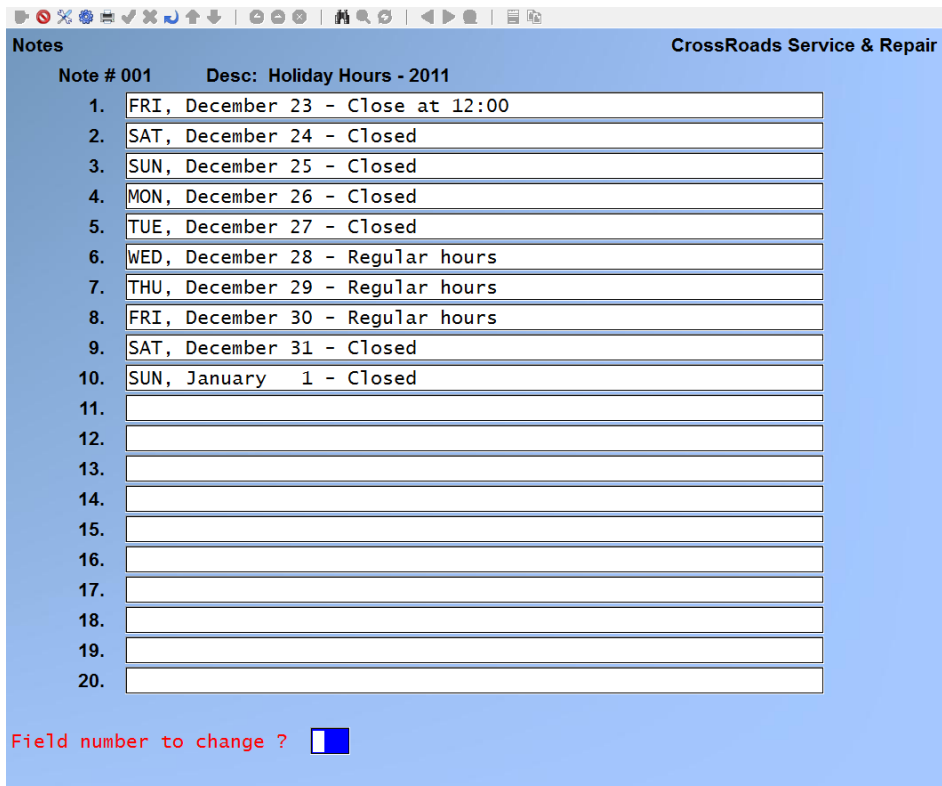 Notes CrossRoads Service & Repair
Note # 001 Desc: Holiday Hours - 2011
1. FRI, December 23 - Close at 12:00
2. SAT, December 24 - Closed
3. SUN, December 25 - Closed
4. MON, December 26 - Closed
5. TUE, December 27 - Closed
6. WED, December 28 - Regular hours
7. THU, December 29 - Regular hours
8. FRI, December 30 - Regular hours
9. SAT, December 31 - Closed
10. SUN, January   1 - Closed
11.
12.
13.
14.
15.
16.
17.
18.
19.
20.
Field number to change ?